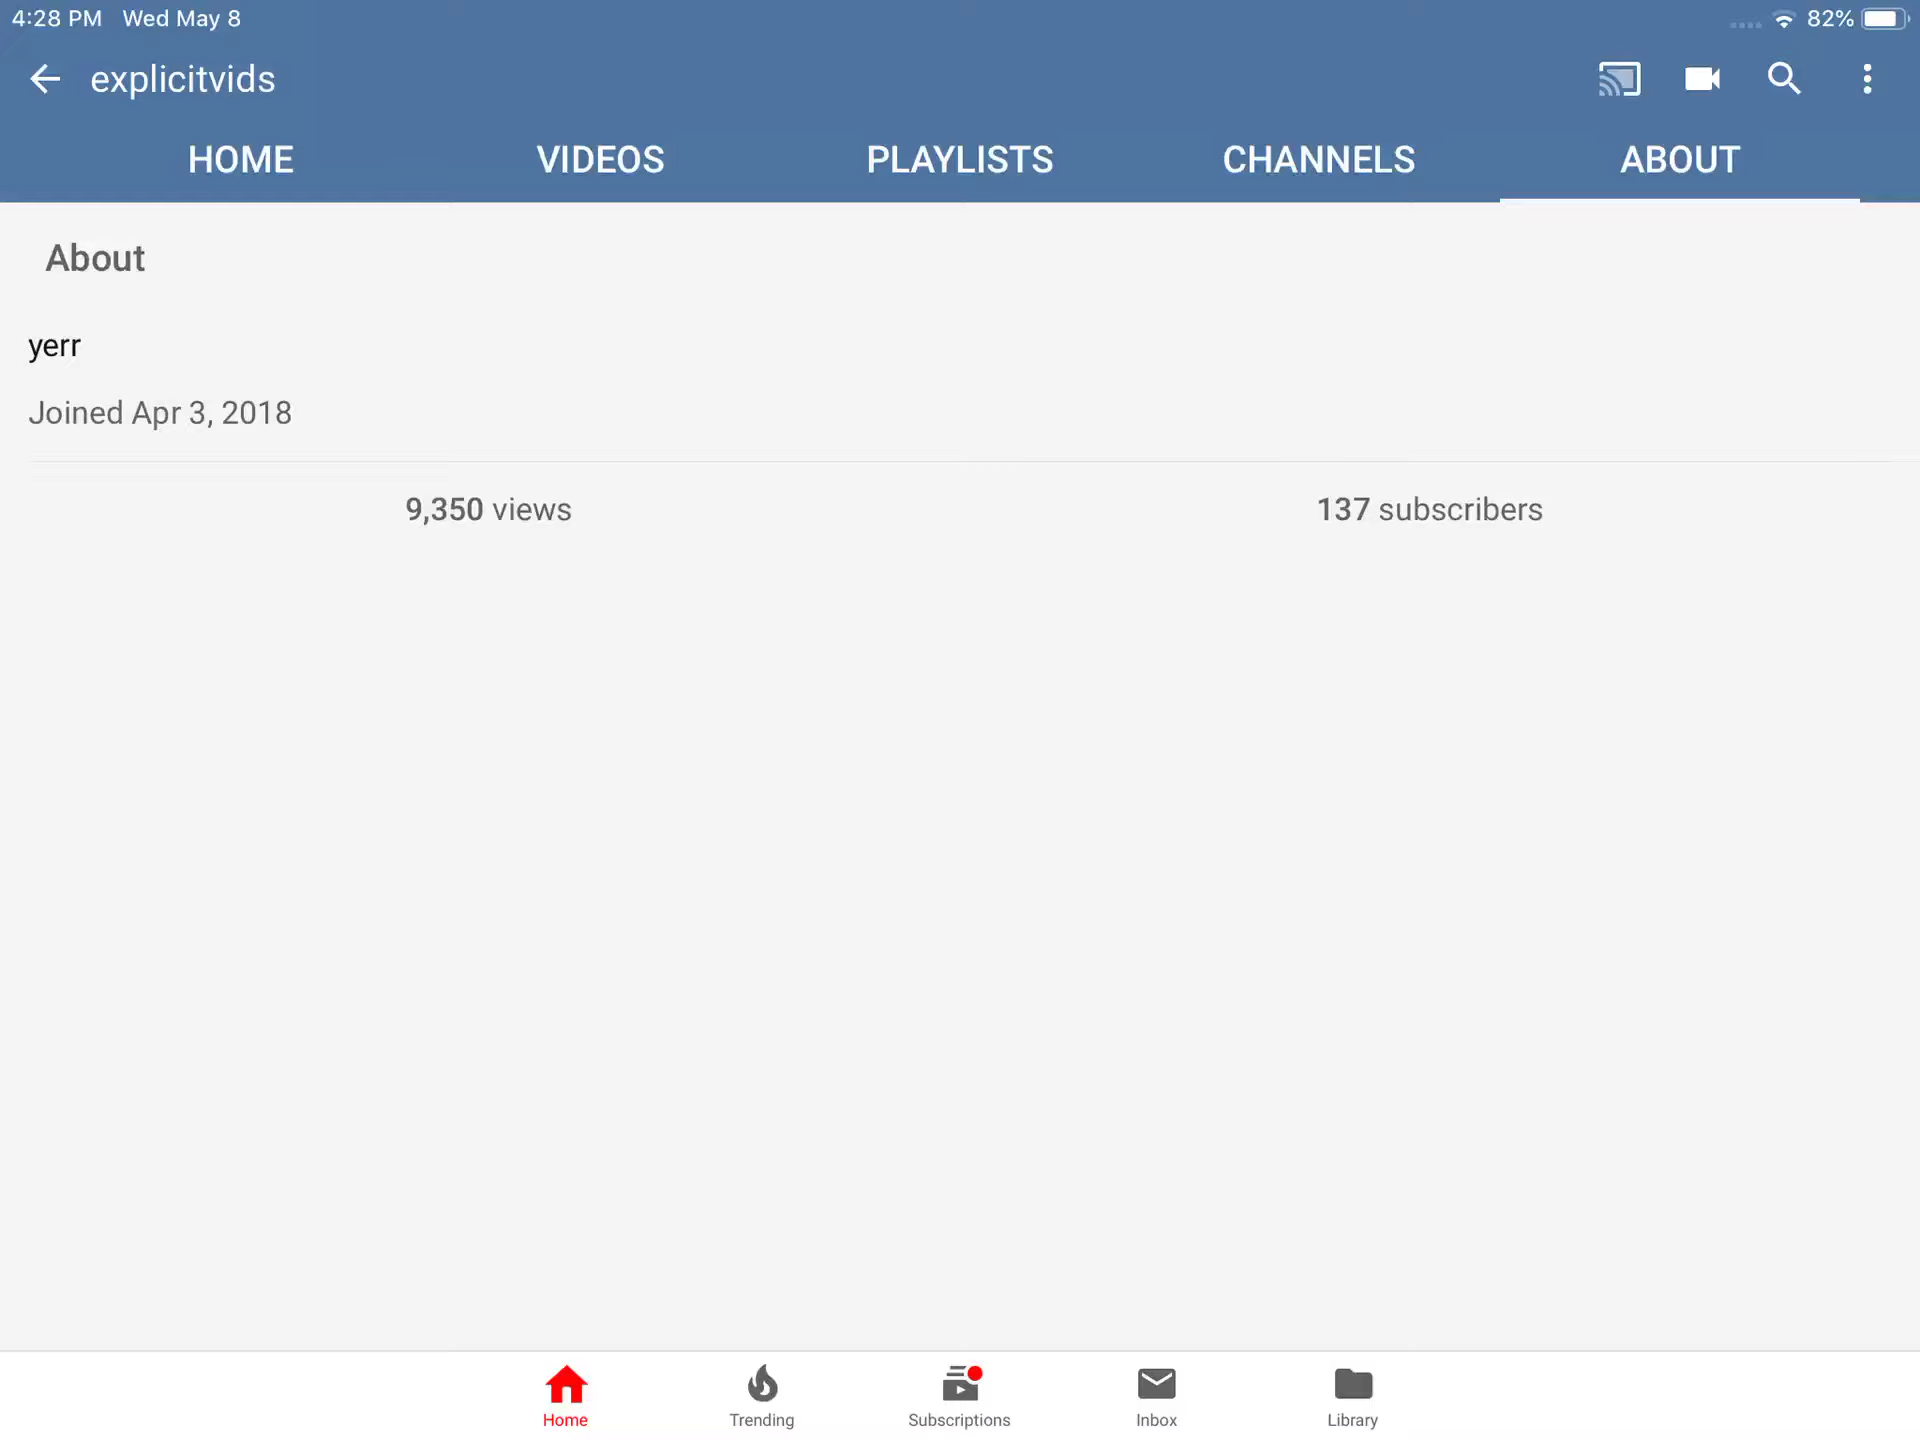 4:28 PM Wed May 8 82%
explicitvids
HOME VIDEOS PLAYLISTS CHANNELS ABOUT
About
yerr
Joined Apr 3, 2018
9,350 views 137 subscribers
Home Trending Subscriptions Inbox Library